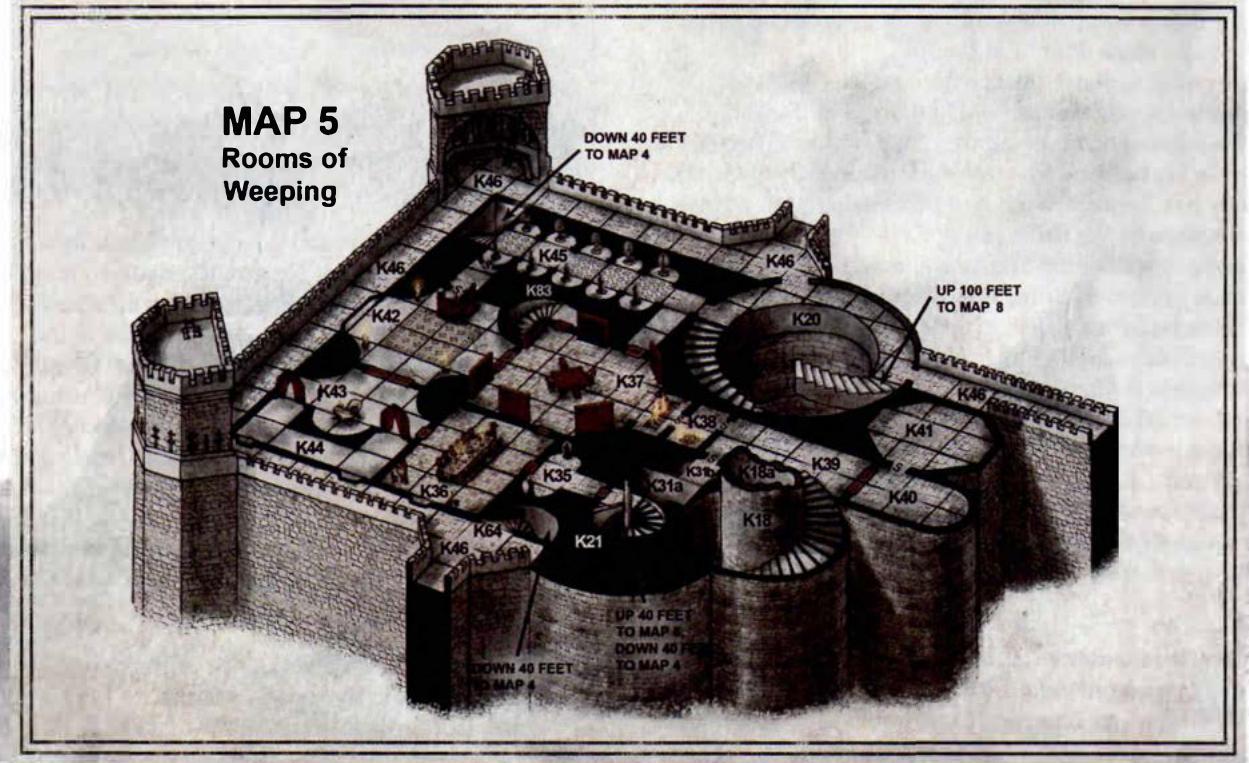 MAP 5
Rooms of
Weeping
DOWN 40 FEET
TO MAP 4
K46
K46
K45
K46
K83
UP 100 FEET
TO MAP 8
K42
K20
K37
K43
K46
K38
K41
K44
K35
K31b
K18a
K39
K36
K31a
K40
K18
K64
K21
K46
UP 40 FEET
TO MAP
DOWN 40
TO MAP 4
DOWN 40 FEET
TO MAP 4